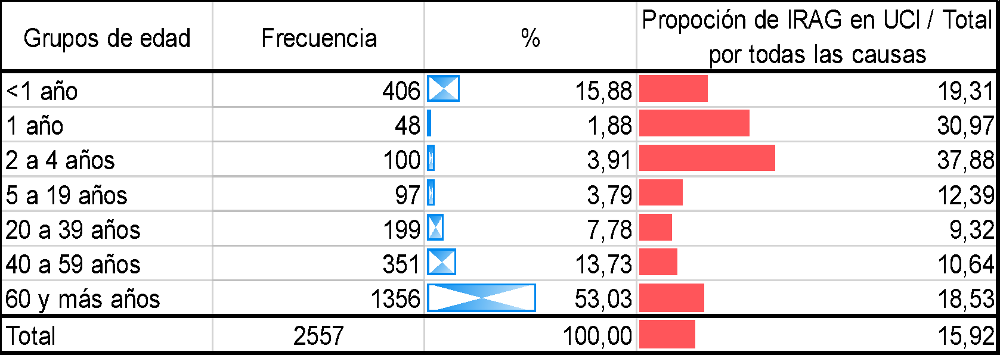 Grupos de edad Frecuencia % Propoción de IRAG en UCI / Total
por todas las causas
<1 año 406 15,88 19,31
1 año 48 1,88 30,97
2 a 4 años 100 3,91 37,88
5 a 19 años 97 3,79 12,39
20 a 39 años 199 7,78 9,32
40 a 59 años 351 13,73 10,64
60 y más años 1356 53,03 18,53
Total 2557 100,00 15,92